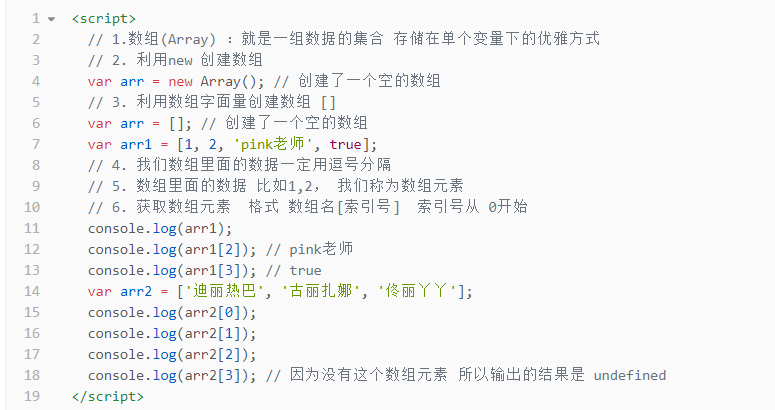 1 <script>
2 // 1.数组(Array) : 就是一组数据的集合 存储在单个变量下的优雅方式
3 // 2. 利用new 创建数组
4 var arr = new Array(); // 创建了一个空的数组
5 // 3. 利用数组字面量创建数组 []
6 var arr = []; // 创建了一个空的数组
7 var arr1 = [1, 2, 'pink老师', true];
8 // 4. 我们数组里面的数据一定用逗号分隔
9 // 5. 数组里面的数据 比如1,2， 我们称为数组元素
10 // 6. 获取数组元素  格式 数组名[索引号]  索引号从 0开始
11 console.log(arr1);
12 console.log(arr1[2]); // pink老师
13 console.log(arr1[3]); // true
14 var arr2 = ['迪丽热巴', '古丽扎娜', '佟丽丫丫'];
15 console.log(arr2[0]);
16 console.log(arr2[1]);
17 console.log(arr2[2]);
18 console.log(arr2[3]); // 因为没有这个数组元素 所以输出的结果是 undefined
19 </script>